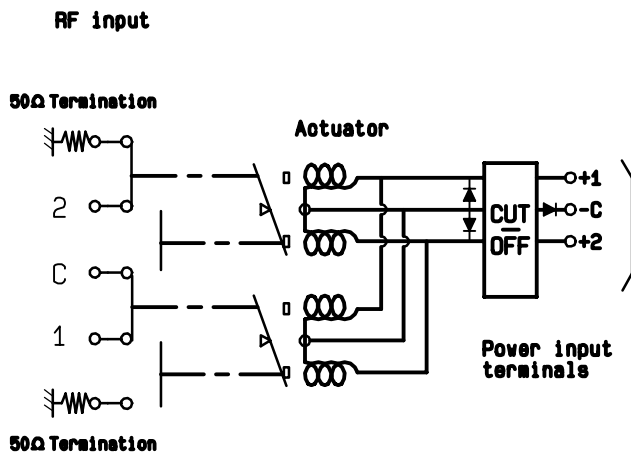 RF input
50Ω Termination
Actuator
+1
2
CUT
-C
OFF
+2
C
1
Power input
terminals
50Ω Termination